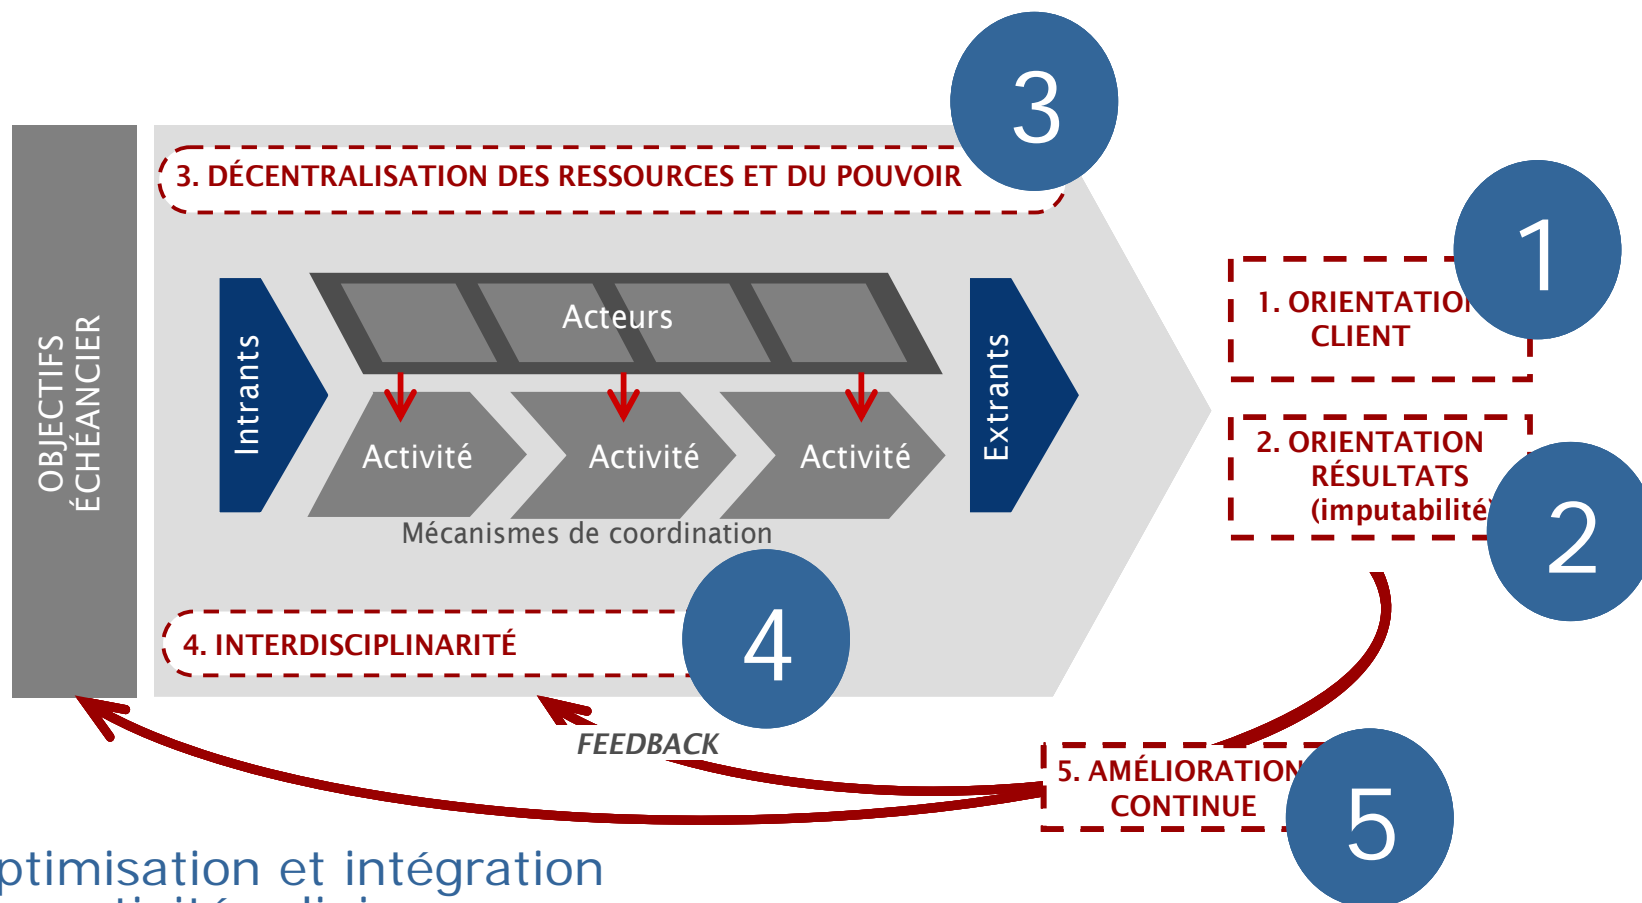 3
3. DÉCENTRALISATION DES RESSOURCES ET DU POUVOIR
1
1. ORIENTATION
CLIENT
OBJECTIFS
ÉCHÉANCIER
Intrants
Acteurs
Extrants
Activité
Activité
Activité
Mécanismes de coordination
2. ORIENTATION
RÉSULTATS
(imputabilité)
2
4. INTERDISCIPLINARITÉ
4
FEEDBACK
5. AMÉLIORATION
CONTINUE
5
ptimisation et intégration